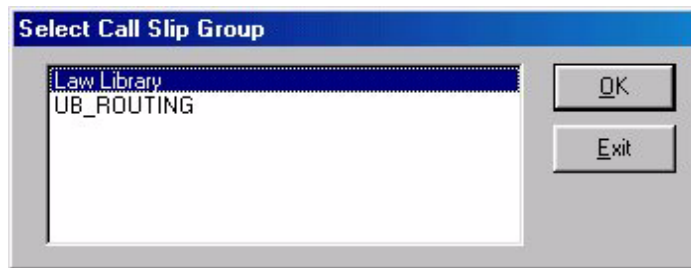 Select Call Slip Group
Law Library
UB_ROUTING
OK
Exit